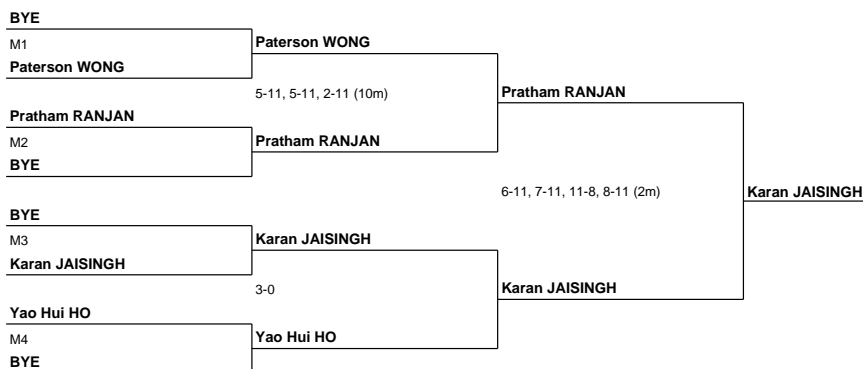 BYE
M1
Paterson WONG
Paterson WONG
5-11, 5-11, 2-11 (10m)
Pratham RANJAN
Pratham RANJAN
M2
Pratham RANJAN
BYE
6-11, 7-11, 11-8, 8-11 (2m)
Karan JAISINGH
BYE
M3
Karan JAISINGH
Karan JAISINGH
3-0
Karan JAISINGH
Yao Hui HO
M4
Yao Hui HO
BYE